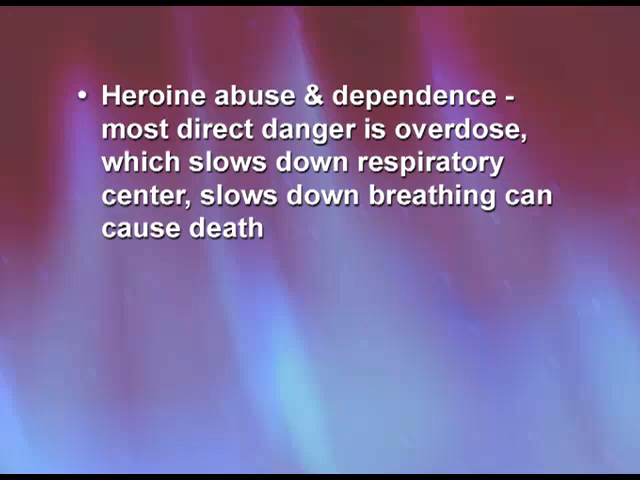 • Heroine abuse & dependence -
most direct danger is overdose,
which slows down respiratory
center, slows down breathing can
cause death